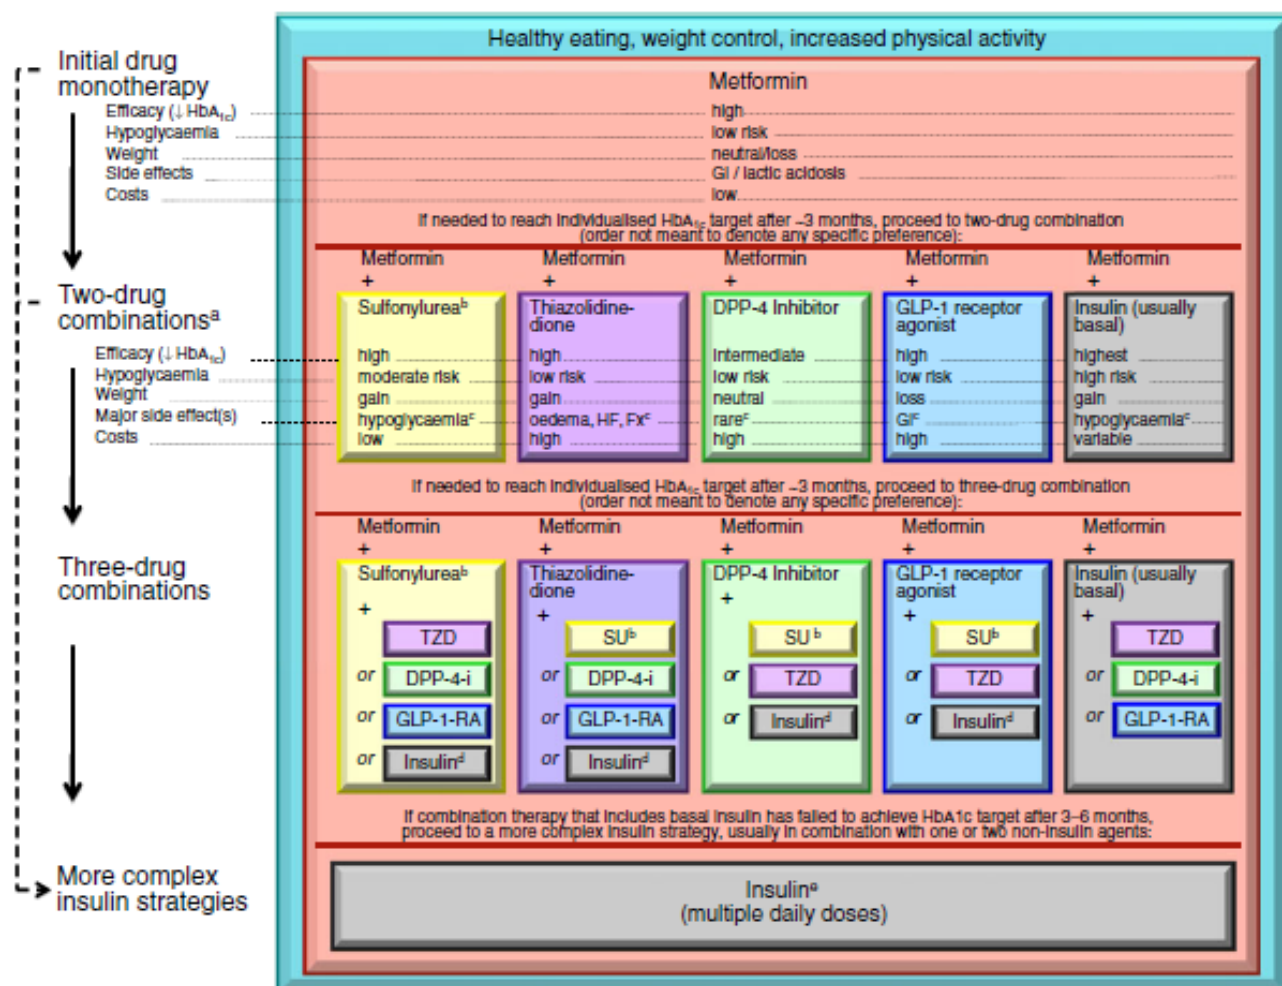 Healthy eating, weight control, increased physical activity
Initial drug
monotherapy
Metformin
Efficacy (↓ HbA1c) high
Hypoglycaemia low risk
Weight neutral/loss
Side effects GI / lactic acidosis
Costs low
If needed to reach individualised HbA1c target after ~3 months, proceed to two-drug combination
(order not meant to denote any specific preference):
Metformin Metformin Metformin Metformin Metformin
+ + + + +
Two-drug
combinationsa
Sulfonylureab Thiazolidine- DPP-4 Inhibitor GLP-1 receptor Insulin (usually
dione agonist basal)
Efficacy (↓ HbA1c) high high intermediate high highest
Hypoglycaemia moderate risk low risk low risk low risk high risk
Weight gain gain neutral loss gain
Major side effect(s) hypoglycaemiac oedema, HF, Fxc rarec GIc hypoglycaemiac
Costs low high high high variable
If needed to reach individualised HbA1c target after ~3 months, proceed to three-drug combination
(order not meant to denote any specific preference):
Metformin Metformin Metformin Metformin Metformin
+ + + + +
Three-drug
combinations
Sulfonylureab Thiazolidine- DPP-4 Inhibitor GLP-1 receptor Insulin (usually
dione agonist basal)
+ + + + +
TZD SUb SU b SUb TZD
or DPP-4-i or DPP-4-i or TZD or TZD or DPP-4-i
or GLP-1-RA or GLP-1-RA or Insulind or Insulind or GLP-1-RA
or Insulind or Insulind
If combination therapy that includes basal insulin has failed to achieve HbA1c target after 3–6 months,
proceed to a more complex insulin strategy, usually in combination with one or two non-insulin agents:
More complex
insulin strategies
Insuline
(multiple daily doses)